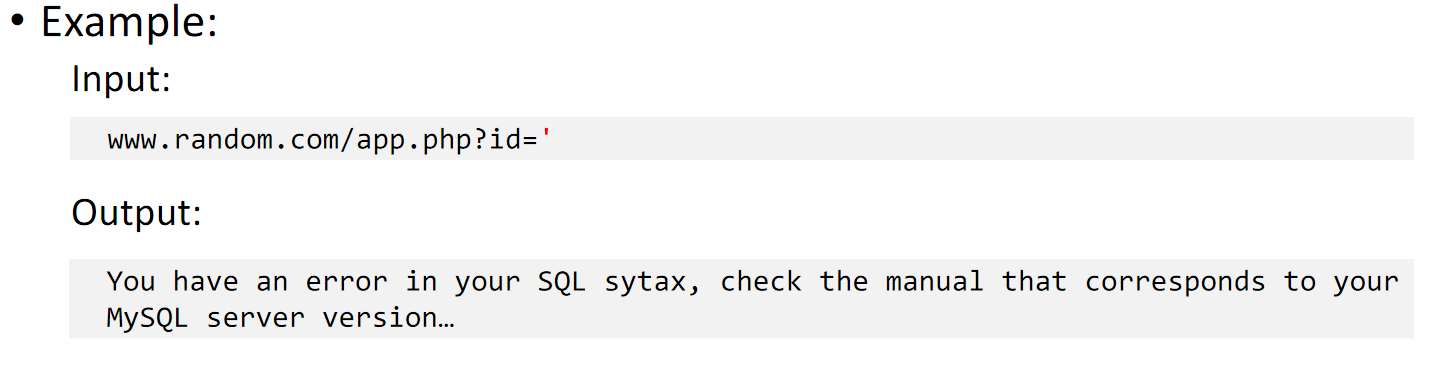 • Example:
Input:
www.random.com/app.php?id='
Output:
You have an error in your SQL sytax, check the manual that corresponds to your
MySQL server version…